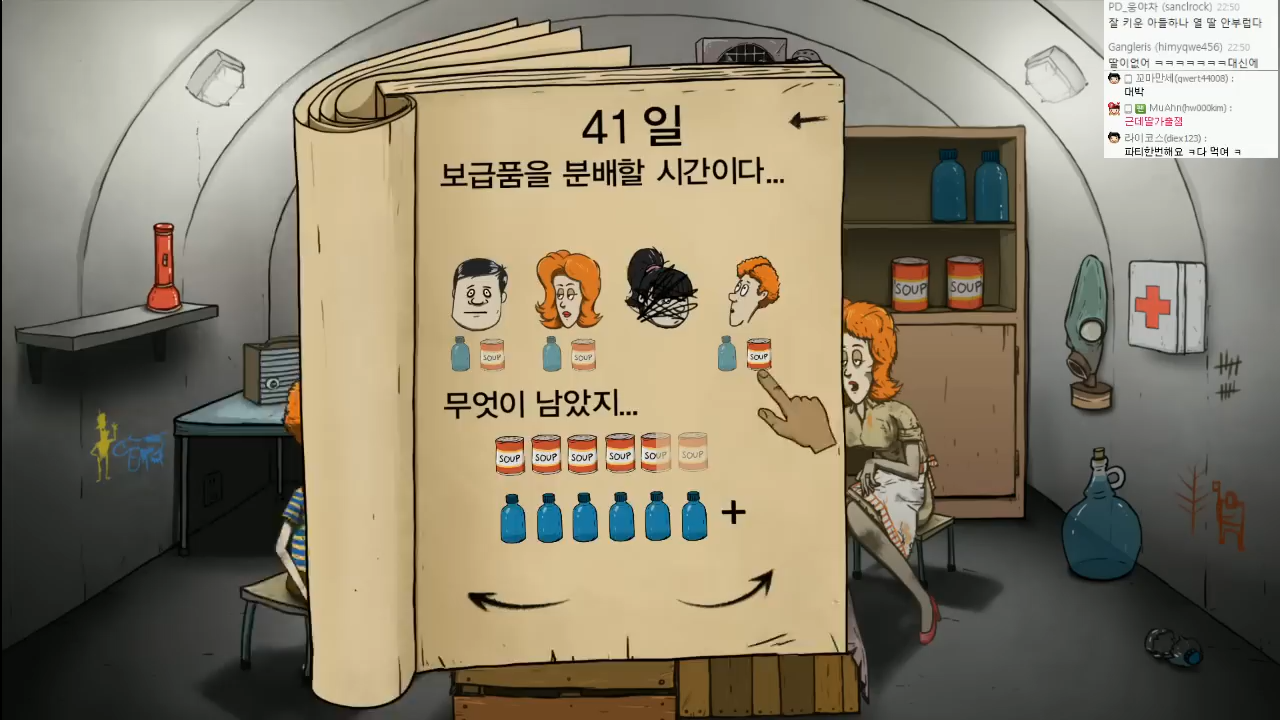 PD_웅야차 (sanclrock) 22:50
잘 키운 아들하나 열 딸 안부럽다
Gangleris (himyqwe456) 22:50
딸이없어 ㅋㅋㅋㅋㅋㅋㅋ대신에
꼬마만세(qwert44008) :
대박
MuAhn(hw000km) :
근데딸가출잼
라이코스(diex123) :
파티한번해요 ㅋ다 먹여 ㅋ
41 일
보급품을 분배할 시간이다...
SOUP SOUP SOUP
무엇이 남았지...
SOUP SOUP SOUP SOUP SOUP SOUP
+
SOUP SOUP